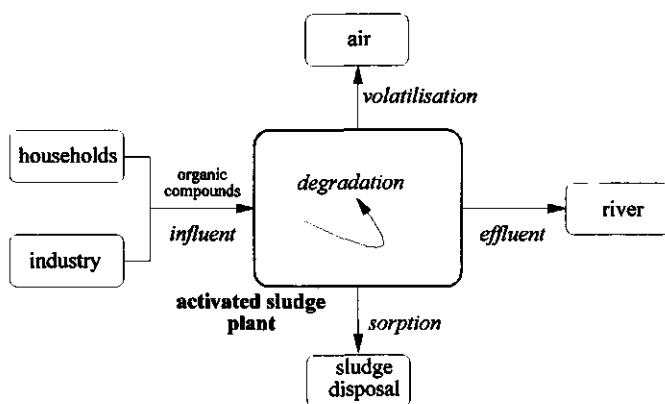 air
volatilisation
households
organic
compounds
degradation
influent
effluent
river
industry
activated sludge
plant
sorption
sludge
disposal